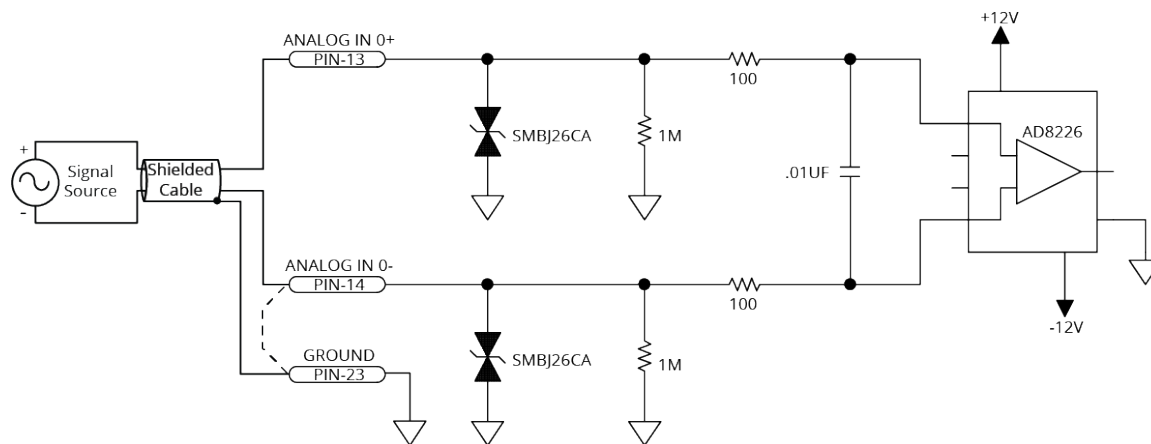 +12V
ANALOG IN 0+
PIN-13
100
SMBJ26CA
1M
AD8226
+
Signal
Source
-
Shielded
Cable
.01UF
ANALOG IN 0-
PIN-14
100
-12V
SMBJ26CA
1M
GROUND
PIN-23